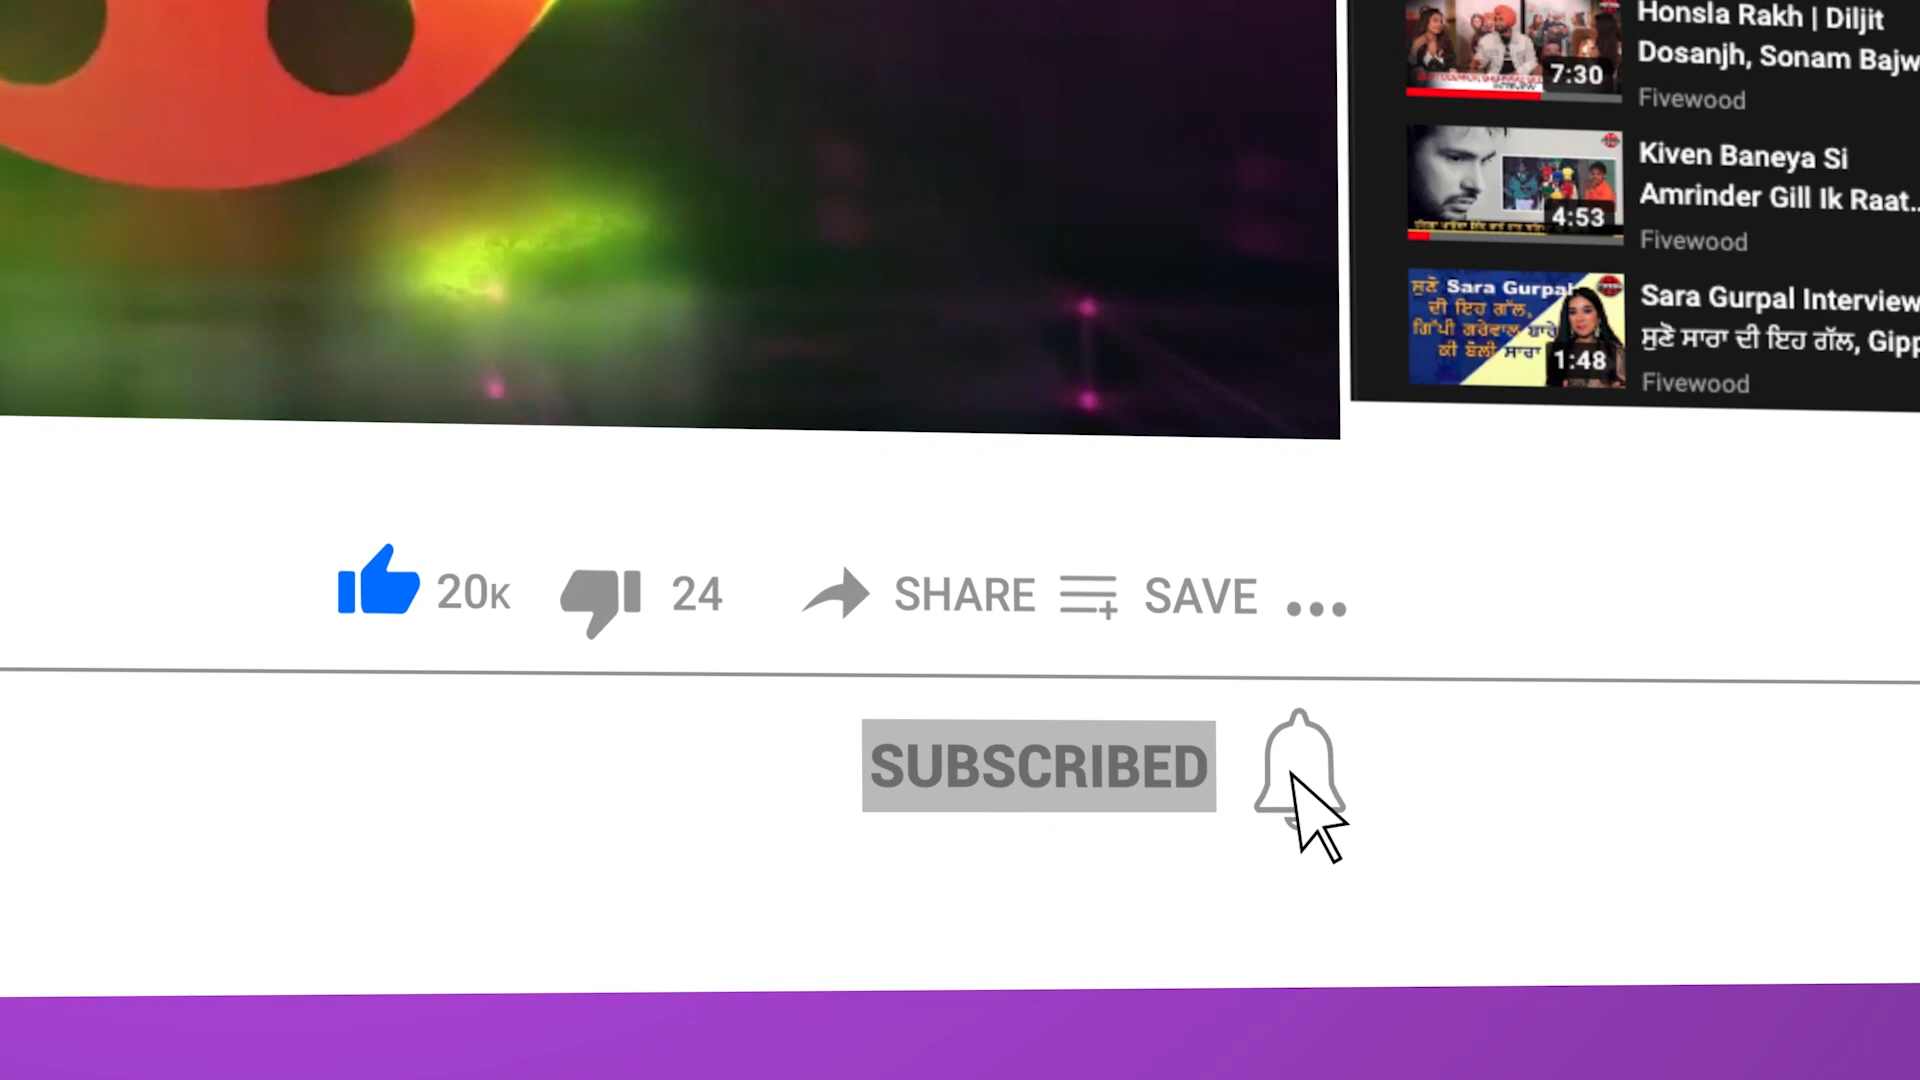 Honsla Rakh | Diljit
Dosanjh, Sonam Bajw
Fivewood
7:30
Kiven Baneya Si
Amrinder Gill Ik Raat..
Fivewood
4:53
ਸੁਣੋ Sara Gurpal
ਦੀ ਇਹ ਗੱਲ,
ਗਿੱਪੀ ਗਰੇਵਾਲ ਬਾਰੇ
ਕੀ ਬੋਲੀ ਸਾਰਾ
1:48
Sara Gurpal Interview
ਸੁਣੋ ਸਾਰਾ ਦੀ ਇਹ ਗੱਲ, Gipp
Fivewood
20K 24 SHARE SAVE
SUBSCRIBED